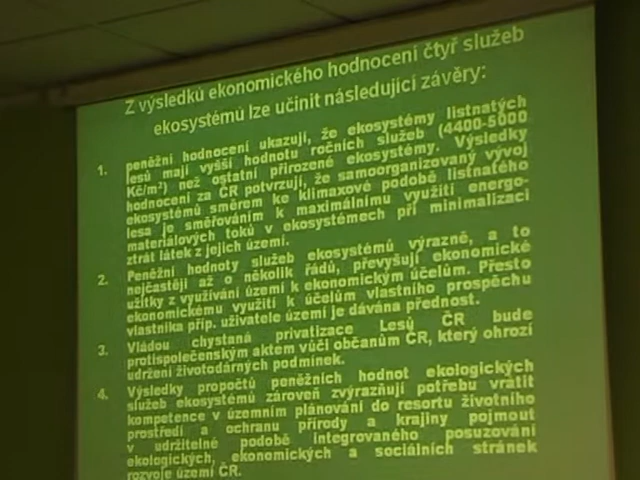 Z výsledků ekonomického hodnocení čtyř služeb
ekosystémů lze učinit následující závěry:
1. peněžní hodnocení ukazují, že ekosystémy listnatých
lesů mají vyšší hodnotu ročních služeb (4400-5000
Kč/m²) než ostatní přirozené ekosystémy. Výsledky
hodnocení za ČR potvrzují, že samoorganizovaný vývoj
ekosystémů směrem ke klimaxové podobě listnatého
lesa je směřováním k maximálnímu využití energo-
materiálových toků v ekosystémech při minimalizaci
ztrát látek z jejich území.
2. Peněžní hodnoty služeb ekosystémů výrazně, a to
nejčastěji až o několik řádů, převyšují ekonomické
užitky z využívání území k ekonomickým účelům. Přesto
ekonomickému využití k účelům vlastního prospěchu
vlastníka příp. uživatele území je dávána přednost.
3. Vládou chystaná privatizace Lesů ČR bude
protispolečenským aktem vůči občanům ČR, který ohrozí
udržení životodárných podmínek.
4. Výsledky propočtů peněžních hodnot ekologických
služeb ekosystémů zároveň zvýrazňují potřebu vrátit
kompetence v územním plánování do resortu životního
prostředí a ochranu přírody a krajiny pojmout
v udržitelné podobě integrovaného posuzování
ekologických, ekonomických a sociálních stránek
rozvoje území ČR.